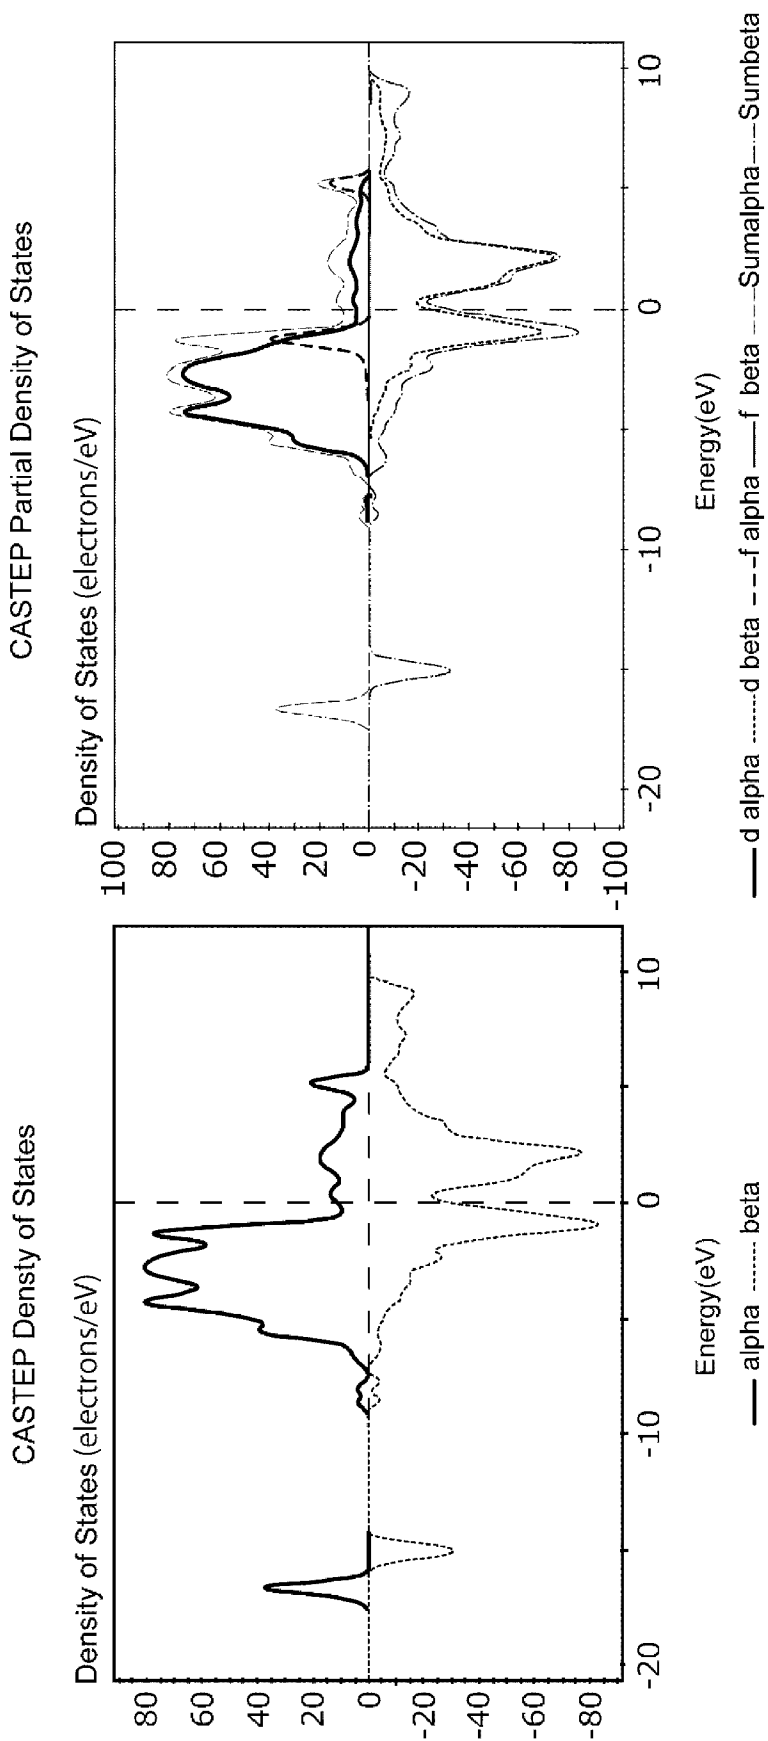 CASTEP Densty of States
Density of States (electrons/eV)
80
60
40
20
0
-20
-40
-60
-80
-20 -10 0 10
Energy(eV)
alpha beta
CASTEP Partial Density of States
Density of States (electrons/eV)
100
80
60
40
20
0
-20
-40
-60
-80
-100
-20 -10 0 10
Energy(eV)
d alpha d beta f alpha f beta Sumalpha Sumbeta